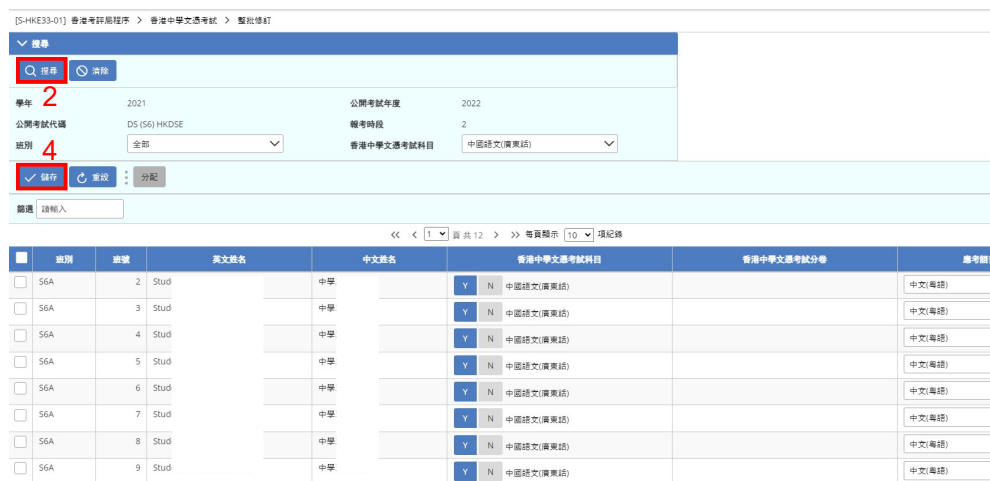 [S-HKE33-01] 香港考評局程序 > 香港中學文憑考試 > 整批修訂
搜尋
搜尋 清除
2
學年 2021 公開考試年度 2022
公開考試代碼 DS (S6) HKDSE 報考時段 2
班別 全部 香港中學文憑考試科目 中國語文(廣東話)
4
儲存 重設 分配
篩選 請輸入
1 頁共12 每頁顯示 10 項紀錄
班別 班號 英文姓名 中文姓名 香港中學文憑考試科目 香港中學文憑考試分卷 應考語
S6A 2 Stud 中學 Y N 中國語文(廣東話) 中文(粵語)
S6A 3 Stud 中學 Y N 中國語文(廣東話) 中文(粵語)
S6A 4 Stud 中學 Y N 中國語文(廣東話) 中文(粵語)
S6A 5 Stud 中學 Y N 中國語文(廣東話) 中文(粵語)
S6A 6 Stud 中學 Y N 中國語文(廣東話) 中文(粵語)
S6A 7 Stud 中學 Y N 中國語文(廣東話) 中文(粵語)
S6A 8 Stud 中學 Y N 中國語文(廣東話) 中文(粵語)
S6A 9 Stud 中學 Y N 中國語文(廣東話) 中文(粵語)